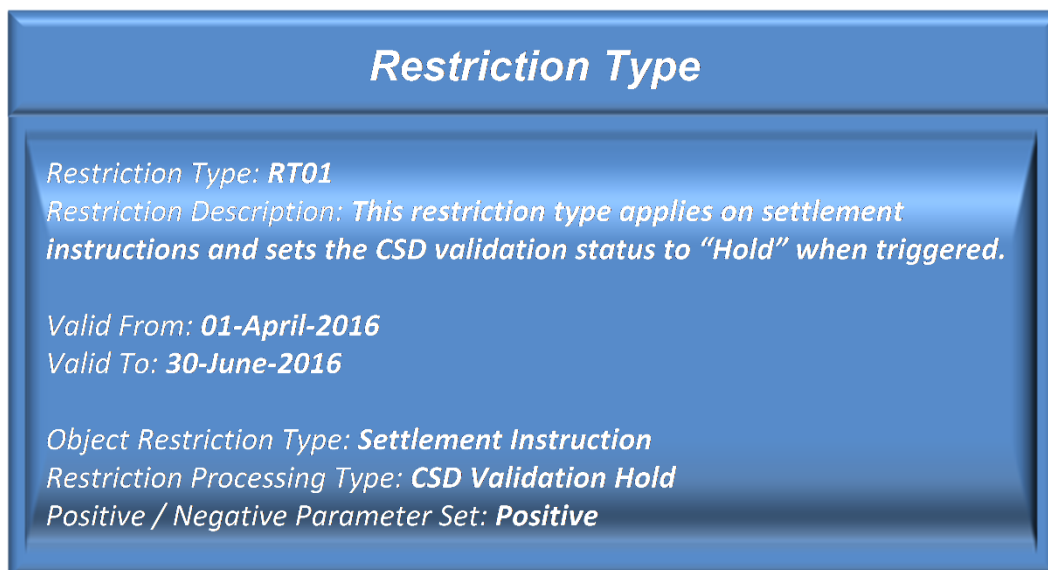 Restriction Type
Restriction Type: RT01
Restriction Description: This restriction type applies on settlement
instructions and sets the CSD validation status to “Hold” when triggered.
Valid From: 01-April-2016
Valid To: 30-June-2016
Object Restriction Type: Settlement Instruction
Restriction Processing Type: CSD Validation Hold
Positive / Negative Parameter Set: Positive